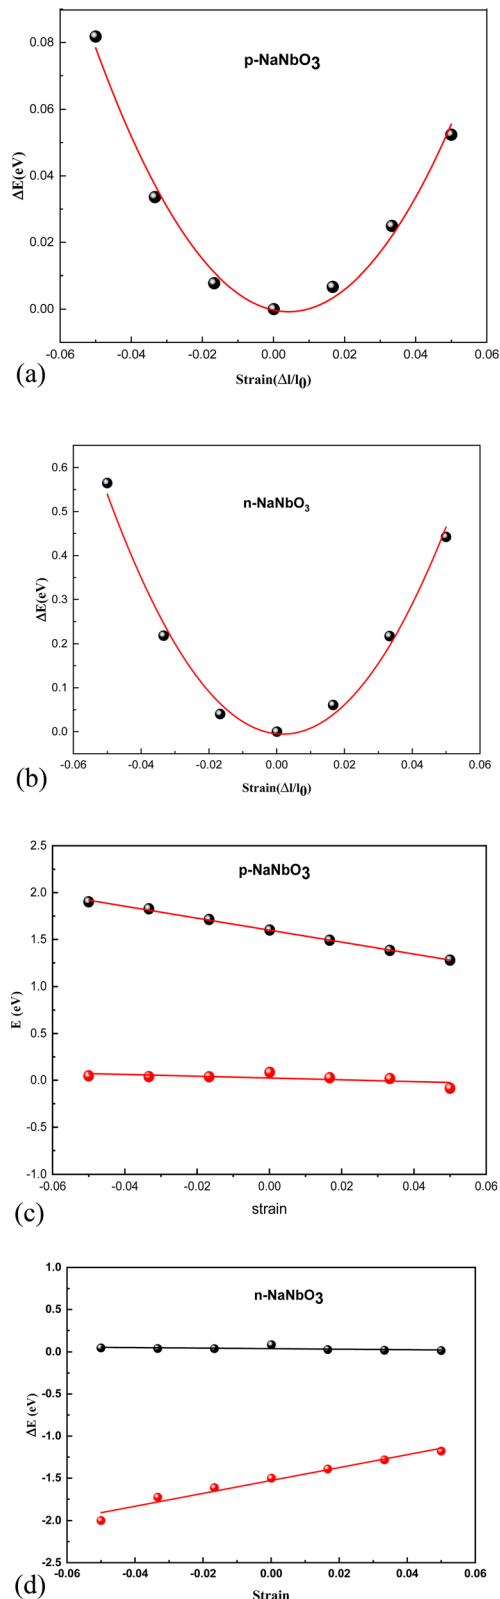 0.08
p-NaNbO3
0.06
0.04
ΔE(eV)
0.02
0.00
-0.06 -0.04 -0.02 0.00 0.02 0.04 0.06
(a)
Strain(Δl/l0)
0.6
n-NaNbO3
0.5
0.4
ΔE(eV)
0.3
0.2
0.1
0.0
-0.06 -0.04 -0.02 0.00 0.02 0.04 0.06
(b)
Strain(Δl/l0)
2.5
p-NaNbO3
2.0
1.5
1.0
E (eV)
0.5
0.0
-0.5
-1.0
-0.06 -0.04 -0.02 0.00 0.02 0.04 0.06
(c)
strain
1.0
n-NaNbO3
0.5
0.0
-0.5
ΔE (eV)
-1.0
-1.5
-2.0
-2.5
-0.06 -0.04 -0.02 0.00 0.02 0.04 0.06
(d)
Strain